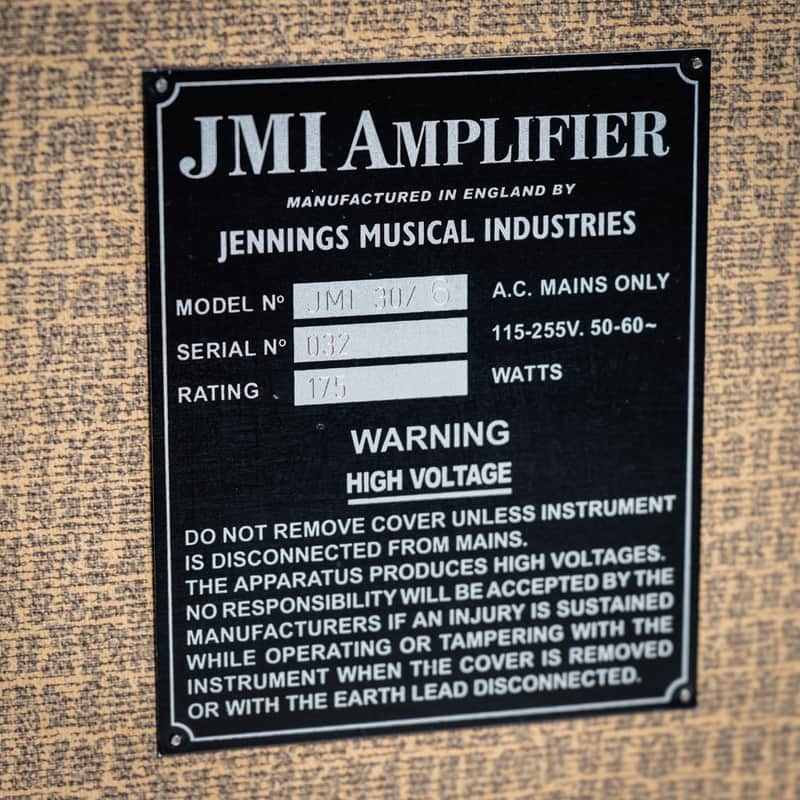 JMI AMPLIFIER
MANUFACTURED IN ENGLAND BY
JENNINGS MUSICAL INDUSTRIES
MODEL Nº JMI 30/ 6 A.C. MAINS ONLY
SERIAL Nº 032 115-255V. 50-60~
RATING 175 WATTS
WARNING
HIGH VOLTAGE
DO NOT REMOVE COVER UNLESS INSTRUMENT
IS DISCONNECTED FROM MAINS.
THE APPARATUS PRODUCES HIGH VOLTAGES.
NO RESPONSIBILITY WILL BE ACCEPTED BY THE
MANUFACTURERS IF AN INJURY IS SUSTAINED
WHILE OPERATING OR TAMPERING WITH THE
INSTRUMENT WHEN THE COVER IS REMOVED
OR WITH THE EARTH LEAD DISCONNECTED.